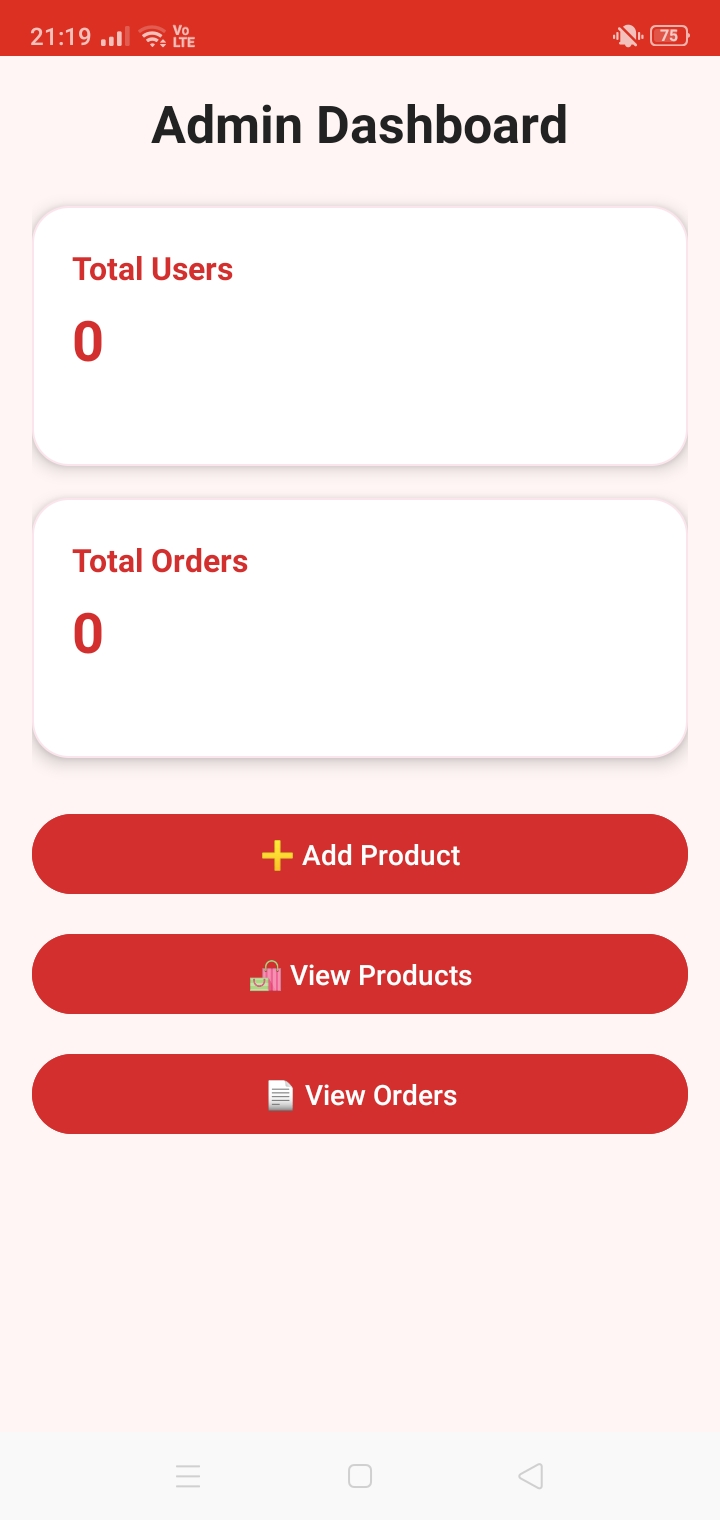 21:19 Vo LTE 75
Admin Dashboard
Total Users
0
Total Orders
0
➕ Add Product
🛍️ View Products
📄 View Orders